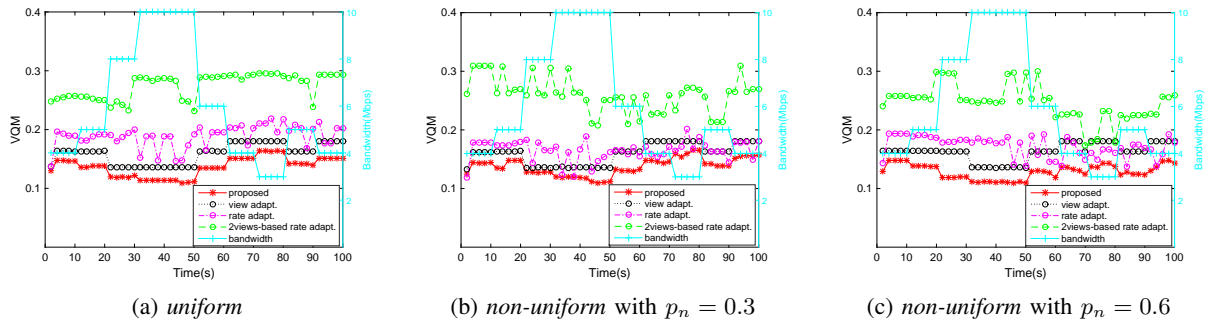 0.4
0.3
0.2
0.1
VQM
10
8
6
4
2
Bandwidth(Mbps)
proposed
view adapt.
rate adapt.
2views-based rate adapt.
bandwidth
0 10 20 30 40 50 60 70 80 90 100
Time(s)
(a) uniform
0.4
0.3
0.2
0.1
VQM
10
8
6
4
2
Bandwidth(Mbps)
proposed
view adapt.
rate adapt.
2views-based rate adapt.
bandwidth
0 10 20 30 40 50 60 70 80 90 100
Time(s)
(b) non-uniform with pₙ = 0.3
0.4
0.3
0.2
0.1
VQM
10
8
6
4
2
Bandwidth(Mbps)
proposed
view adapt.
rate adapt.
2views-based rate adapt.
bandwidth
0 10 20 30 40 50 60 70 80 90 100
Time(s)
(c) non-uniform with pₙ = 0.6